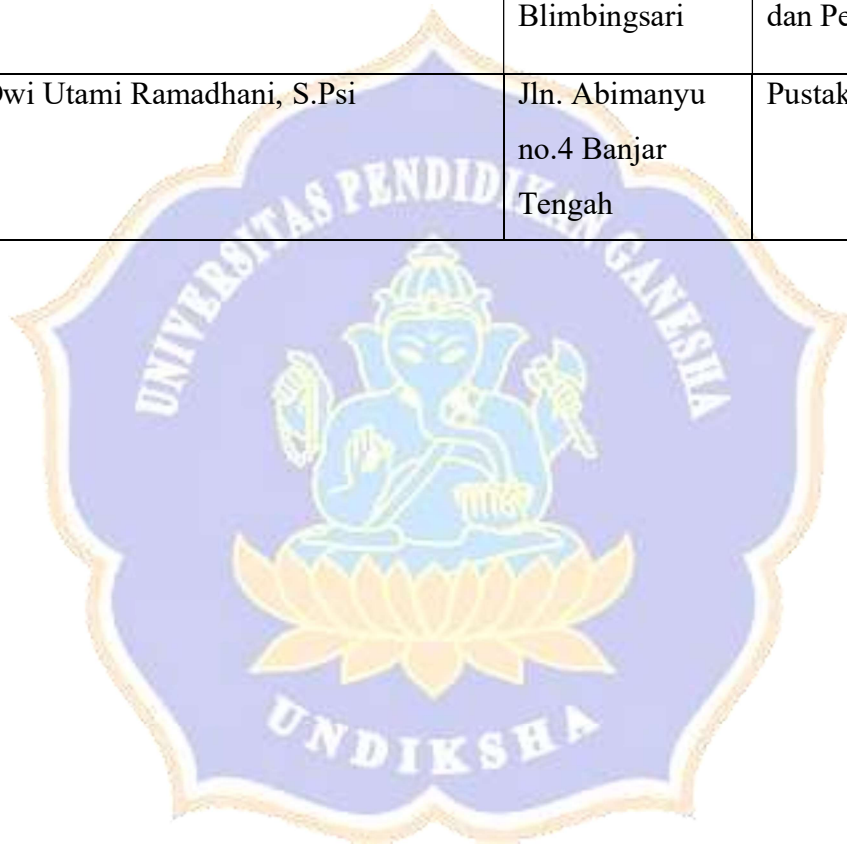 Blimbingsari
dan Pe
wi Utami Ramadhani, S.Psi
Jln. Abimanyu
no.4 Banjar
Tengah
Pustak
UNIVERSITAS PENDIDIKAN GANESHA
UNDIKSHA